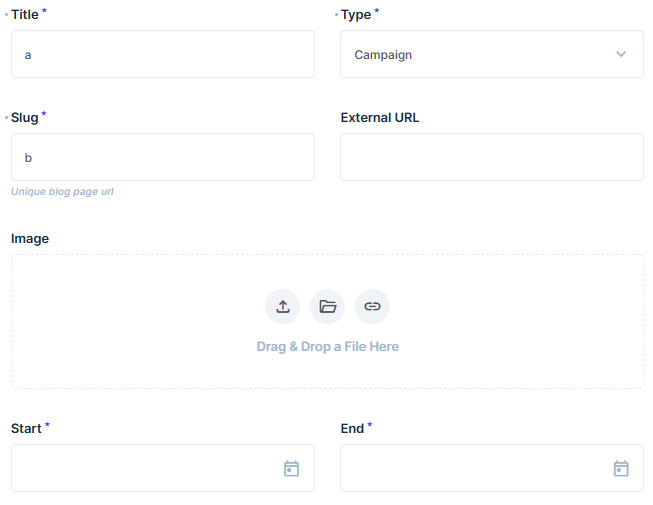 Title * Type *
a Campaign
Slug * External URL
b
Unique blog page url
Image
Drag & Drop a File Here
Start * End *